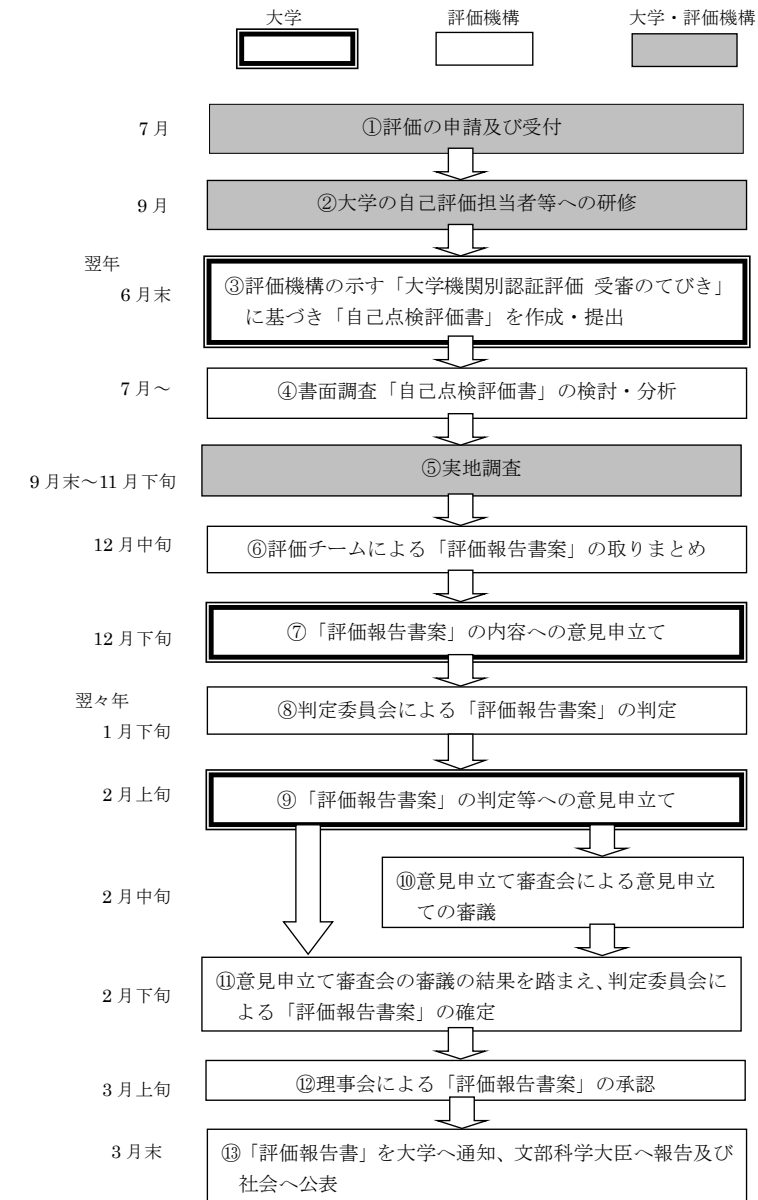 大学
評価機構
大学・評価機構
7月
①評価の申請及び受付
9月
②大学の自己評価担当者等への研修
翌年
6月末
③評価機構の示す「大学機関別認証評価 受審のてびき」
に基づき「自己点検評価書」を作成・提出
7月～
④書面調査「自己点検評価書」の検討・分析
9月末～11月下旬
⑤実地調査
12月中旬
⑥評価チームによる「評価報告書案」の取りまとめ
12月下旬
⑦「評価報告書案」の内容への意見申立て
翌々年
1月下旬
⑧判定委員会による「評価報告書案」の判定
2月上旬
⑨「評価報告書案」の判定等への意見申立て
2月中旬
⑩意見申立て審査会による意見申立
ての審議
2月下旬
⑪意見申立て審査会の審議の結果を踏まえ、判定委員会に
よる「評価報告書案」の確定
3月上旬
⑫理事会による「評価報告書案」の承認
3月末
⑬「評価報告書」を大学へ通知、文部科学大臣へ報告及び
社会へ公表